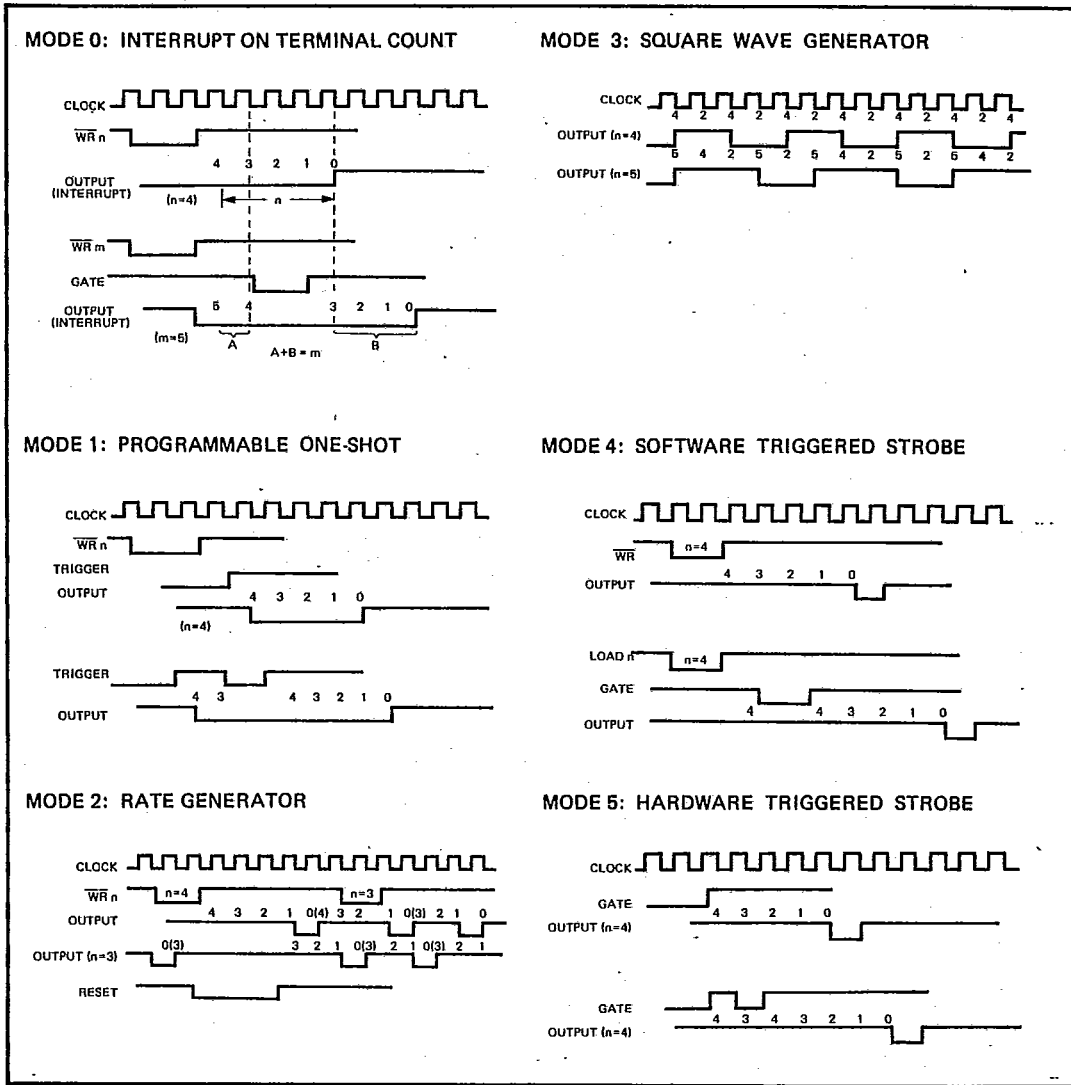 MODE 0: INTERRUPT ON TERMINAL COUNT
CLOCK
WR n
4 3 2 1 0
OUTPUT
(INTERRUPT)
(n=4)
n
WR m
GATE
5 4 3 2 1 0
OUTPUT
(INTERRUPT)
(m=5)
A
A+B = m
B
MODE 3: SQUARE WAVE GENERATOR
CLOCK
4 2 4 2 4 2 4 2 4 2 4 2 4
OUTPUT (n=4)
5 4 2 5 2 5 4 2 5 2 5 4 2
OUTPUT (n=5)
MODE 1: PROGRAMMABLE ONE-SHOT
CLOCK
WR n
TRIGGER
OUTPUT
4 3 2 1 0
(n=4)
TRIGGER
4 3 4 3 2 1 0
OUTPUT
MODE 4: SOFTWARE TRIGGERED STROBE
CLOCK
n=4
WR
4 3 2 1 0
OUTPUT
LOAD n
n=4
GATE
4 4 3 2 1 0
OUTPUT
MODE 2: RATE GENERATOR
CLOCK
WR n
n=4
n=3
OUTPUT
4 3 2 1 0(4) 3 2 1 0(3) 2 1 0
0(3) 3 2 1 0(3) 2 1 0(3) 2 1
OUTPUT (n=3)
RESET
MODE 5: HARDWARE TRIGGERED STROBE
CLOCK
GATE
4 3 2 1 0
OUTPUT (n=4)
GATE
4 3 4 3 2 1 0
OUTPUT (n=4)